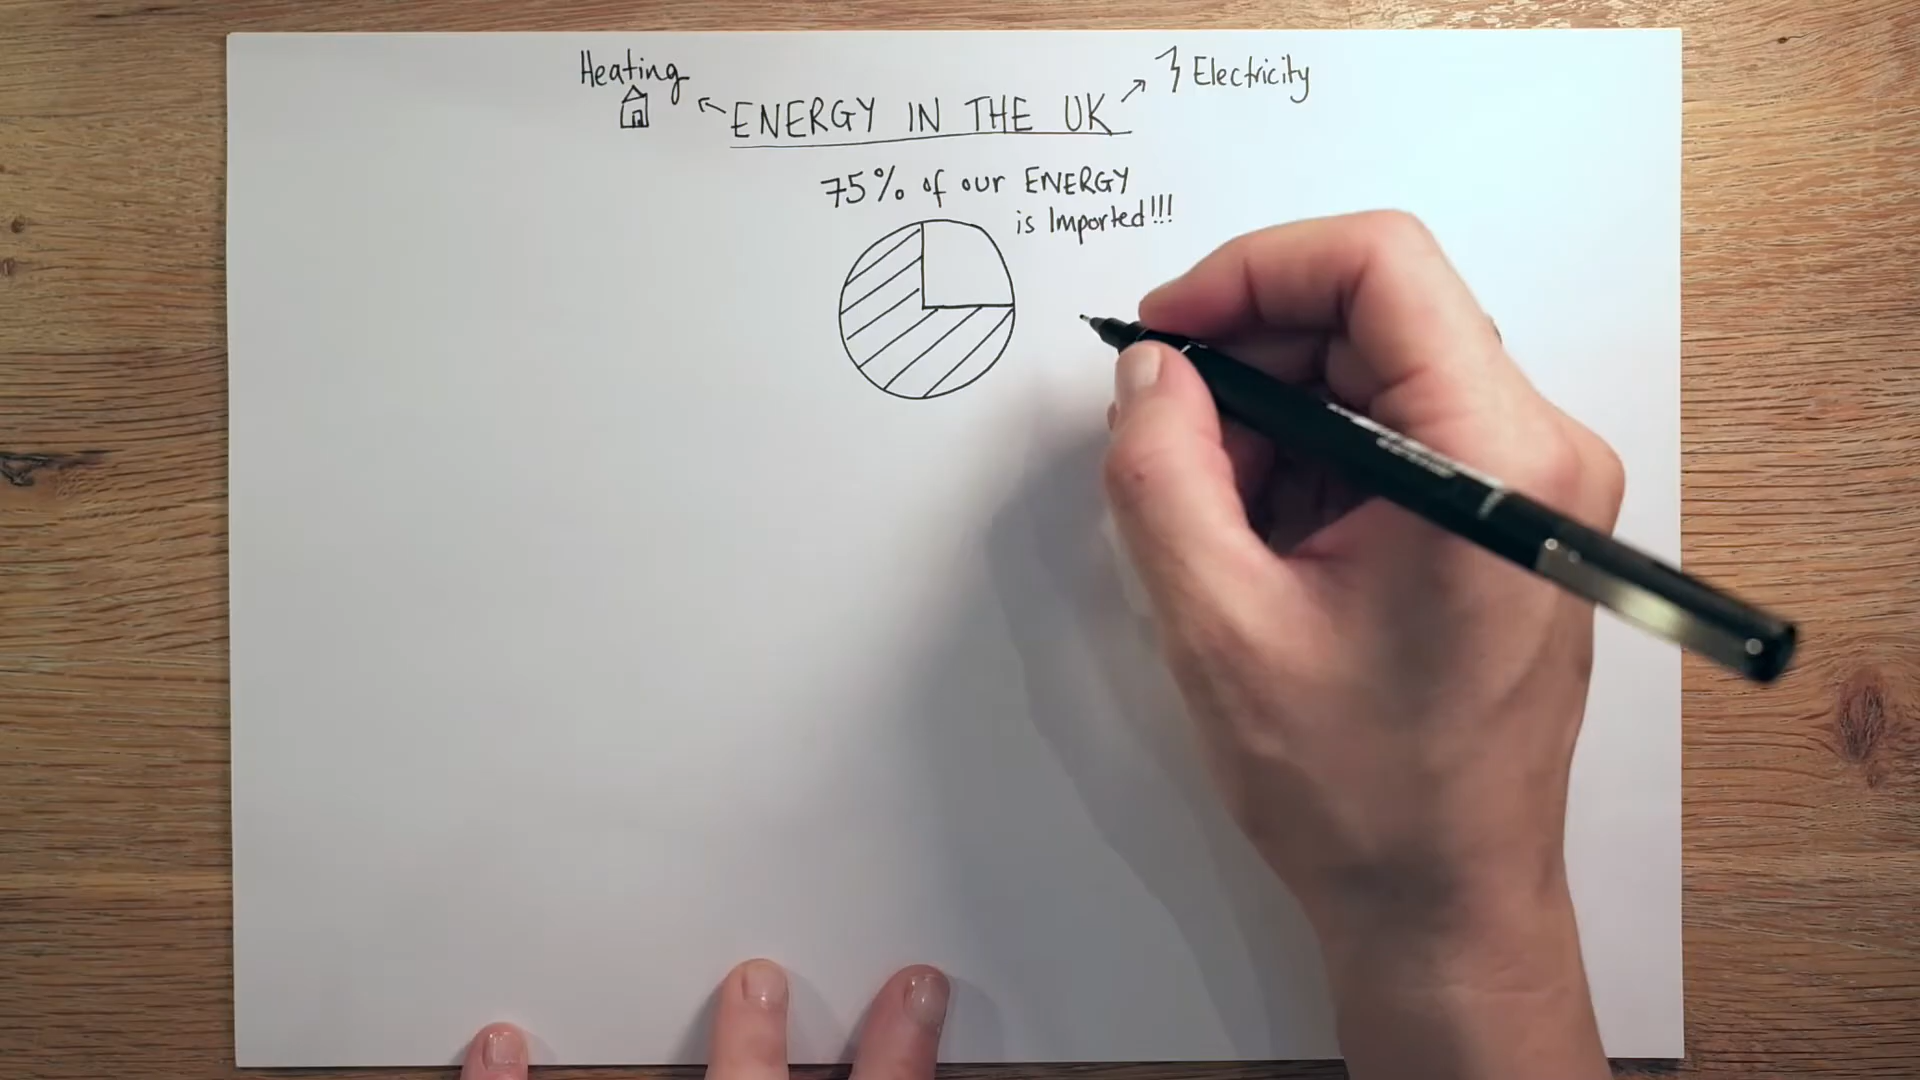 Heating
Electricity
ENERGY IN THE UK
75% of our ENERGY
is Imported!!!